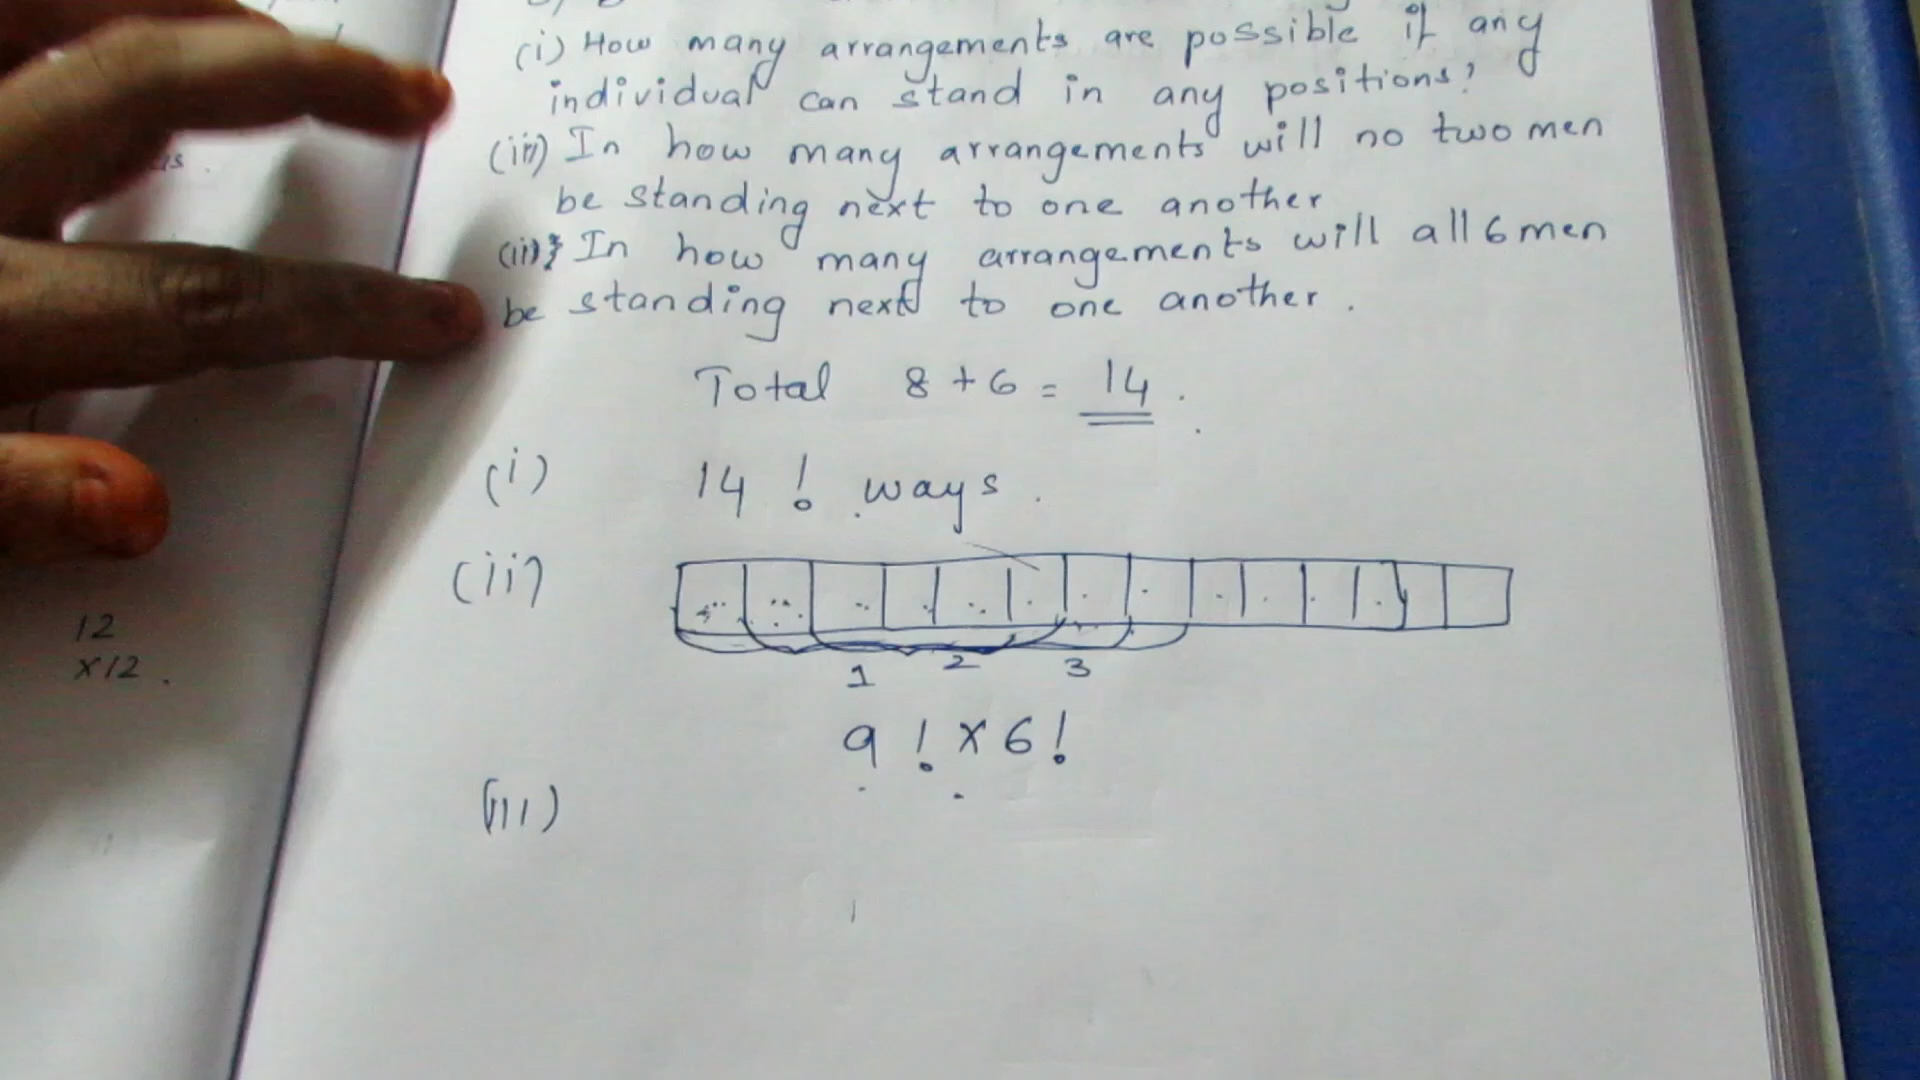 (i) How many arrangements are possible if any
individual can stand in any positions?
(iii) In how many arrangements will no two men
be standing next to one another
(ii) In how many arrangements will all 6 men
be standing next to one another.
Total 8 + 6 = 14.
(i) 14 ! ways.
(ii)
1 2 3
9 ! x 6 !
(iii)
12
x12.